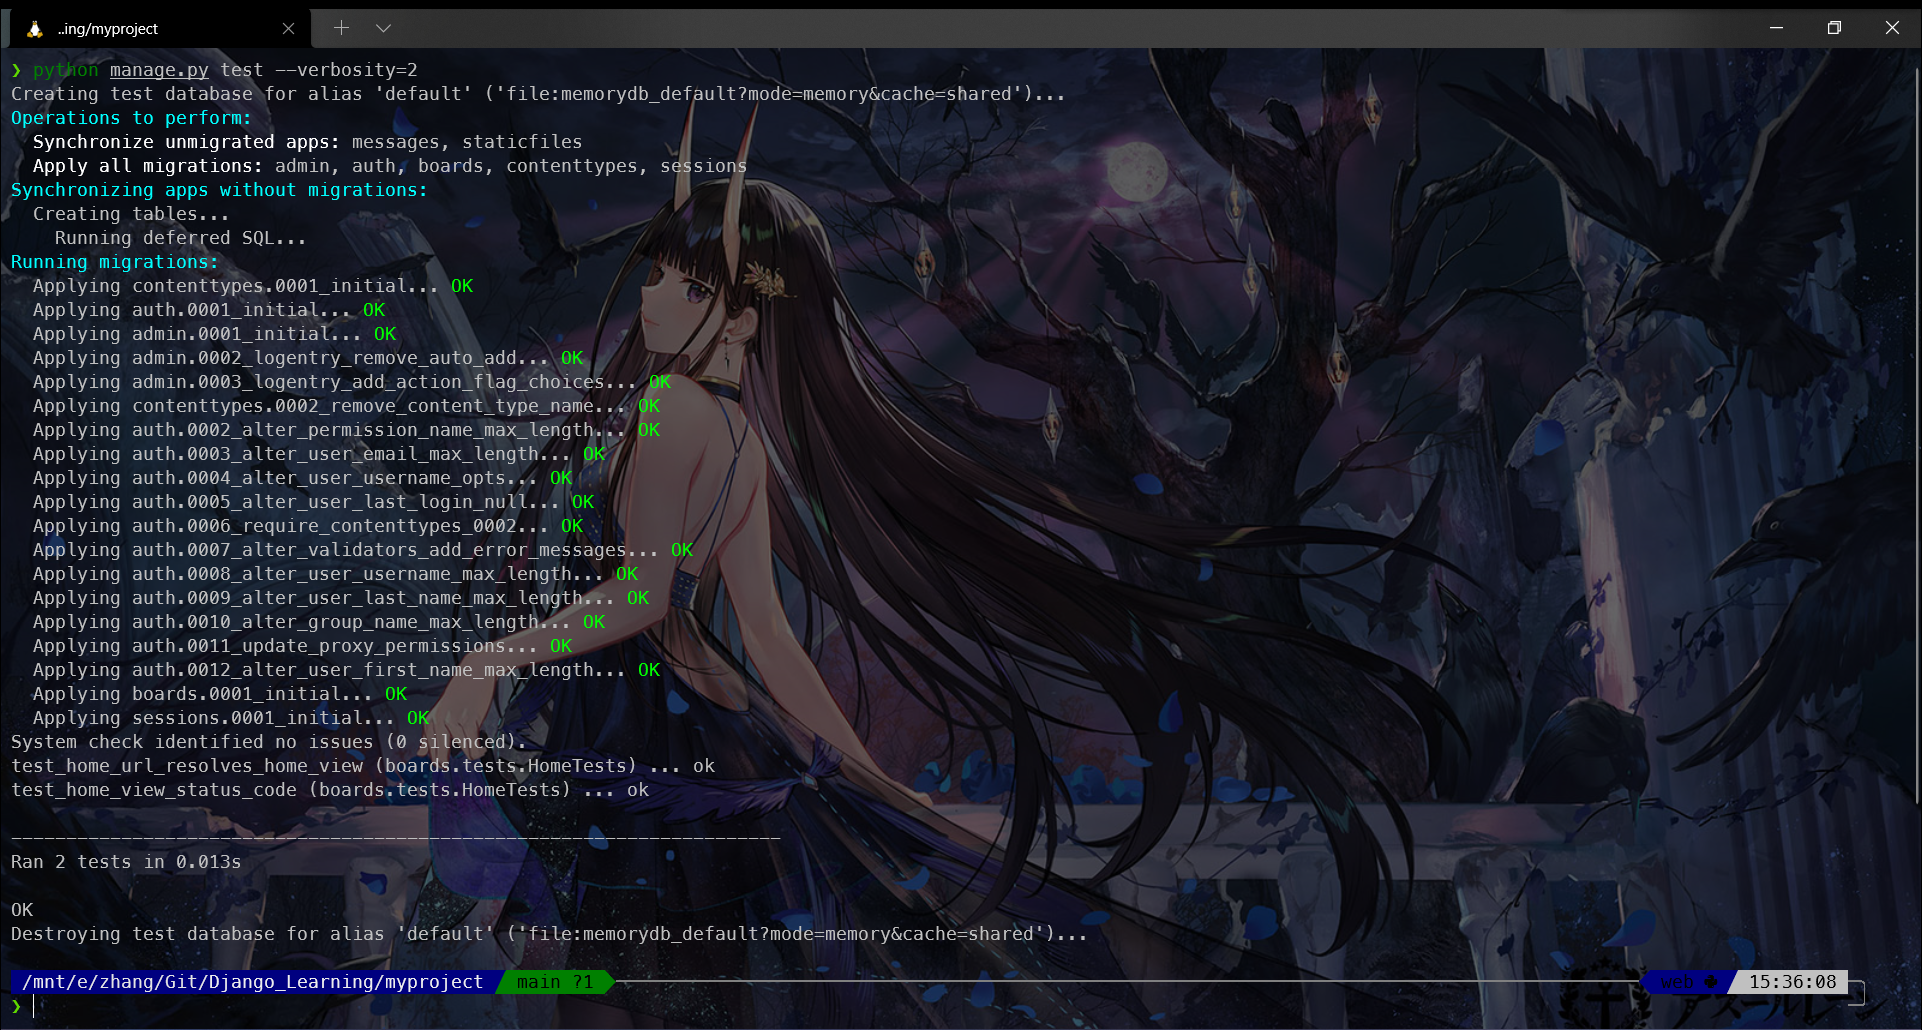 ..ing/myproject
❯ python manage.py test --verbosity=2
Creating test database for alias 'default' ('file:memorydb_default?mode=memory&cache=shared')...
Operations to perform:
  Synchronize unmigrated apps: messages, staticfiles
  Apply all migrations: admin, auth, boards, contenttypes, sessions
Synchronizing apps without migrations:
  Creating tables...
    Running deferred SQL...
Running migrations:
  Applying contenttypes.0001_initial... OK
  Applying auth.0001_initial... OK
  Applying admin.0001_initial... OK
  Applying admin.0002_logentry_remove_auto_add... OK
  Applying admin.0003_logentry_add_action_flag_choices... OK
  Applying contenttypes.0002_remove_content_type_name... OK
  Applying auth.0002_alter_permission_name_max_length... OK
  Applying auth.0003_alter_user_email_max_length... OK
  Applying auth.0004_alter_user_username_opts... OK
  Applying auth.0005_alter_user_last_login_null... OK
  Applying auth.0006_require_contenttypes_0002... OK
  Applying auth.0007_alter_validators_add_error_messages... OK
  Applying auth.0008_alter_user_username_max_length... OK
  Applying auth.0009_alter_user_last_name_max_length... OK
  Applying auth.0010_alter_group_name_max_length... OK
  Applying auth.0011_update_proxy_permissions... OK
  Applying auth.0012_alter_user_first_name_max_length... OK
  Applying boards.0001_initial... OK
  Applying sessions.0001_initial... OK
System check identified no issues (0 silenced).
test_home_url_resolves_home_view (boards.tests.HomeTests) ... ok
test_home_view_status_code (boards.tests.HomeTests) ... ok
----------------------------------------------------------------------
Ran 2 tests in 0.013s
OK
Destroying test database for alias 'default' ('file:memorydb_default?mode=memory&cache=shared')...
/mnt/e/zhang/Git/Django_Learning/myproject main ?1 web 15:36:08
❯
アズールレーン